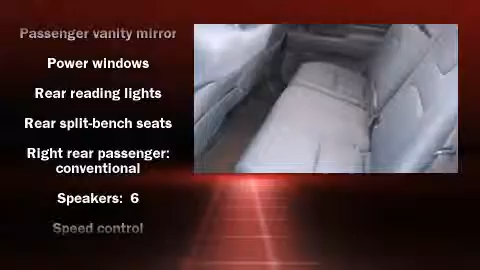 Passenger vanity mirror
Power windows
Rear reading lights
Rear split-bench seats
Right rear passenger:
conventional
Speakers: 6
Speed control